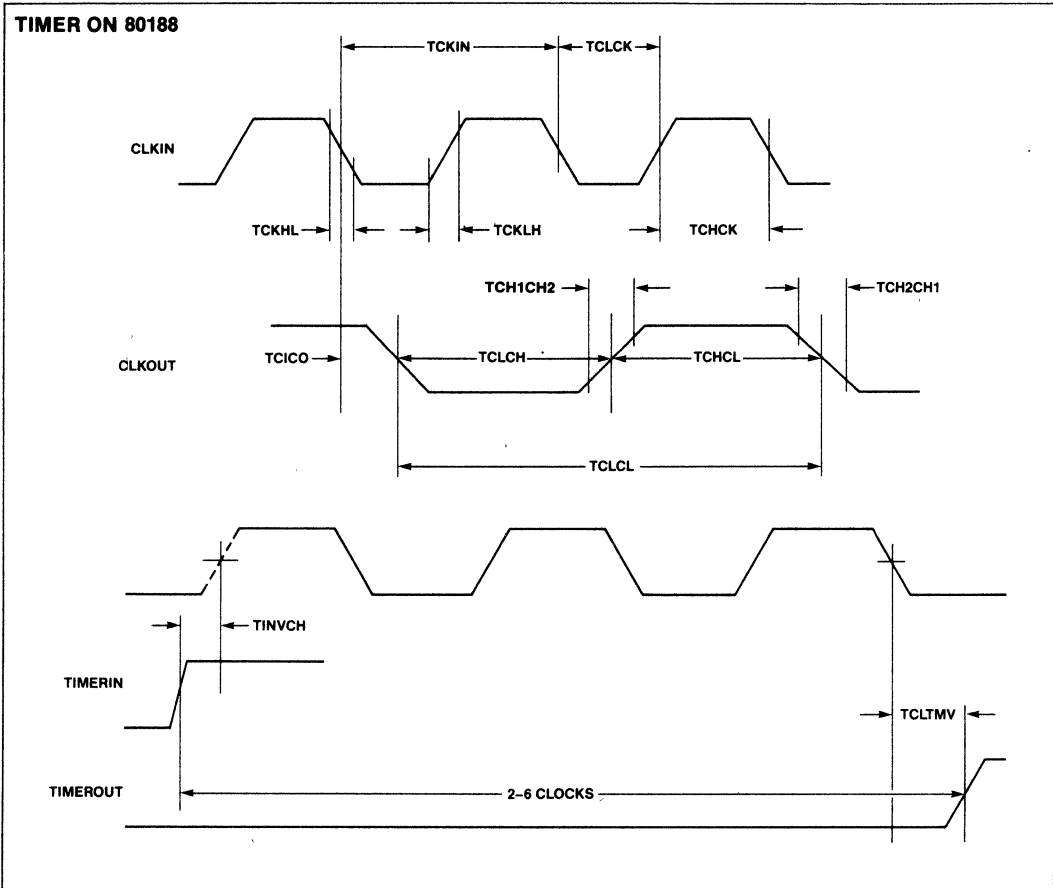 TIMER ON 80188
TCKIN
TCLCK
CLKIN
TCKHL
TCKLH
TCHCK
TCH1CH2
TCH2CH1
CLKOUT
TCICO
TCLCH
TCHCL
TCLCL
TINVCH
TIMERIN
TCLTMV
TIMEROUT
2–6 CLOCKS